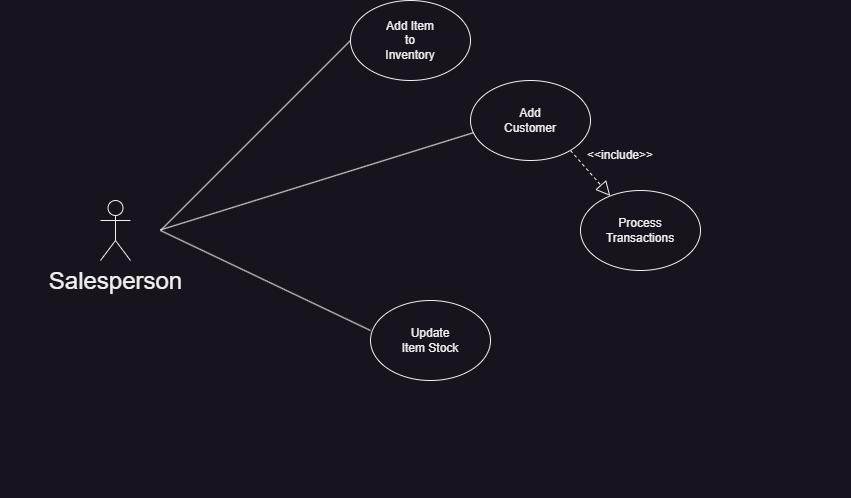 Add Item
to
Inventory
Add
Customer
<<include>>
Process
Transactions
Salesperson
Update
Item Stock